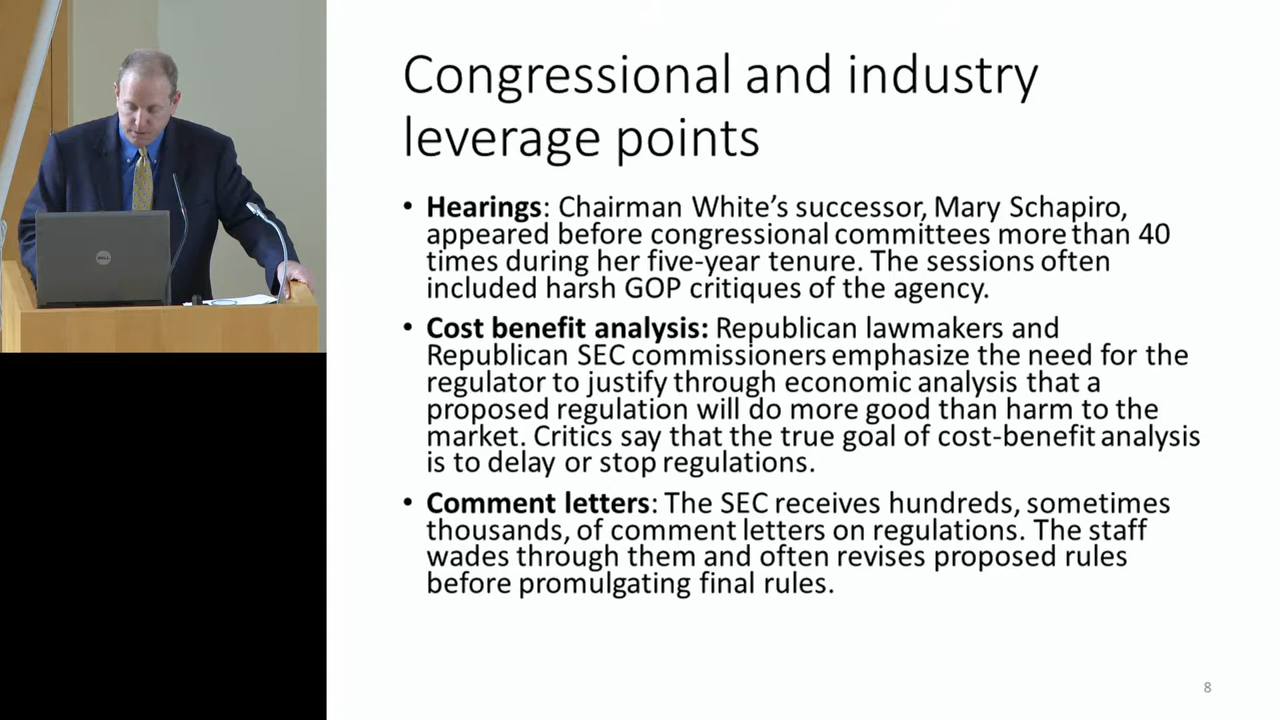 Congressional and industry
leverage points
• Hearings: Chairman White's successor, Mary Schapiro,
appeared before congressional committees more than 40
times during her five-year tenure. The sessions often
included harsh GOP critiques of the agency.
• Cost benefit analysis: Republican lawmakers and
Republican SEC commissioners emphasize the need for the
regulator to justify through economic analysis that a
proposed regulation will do more good than harm to the
market. Critics say that the true goal of cost-benefit analysis
is to delay or stop regulations.
• Comment letters: The SEC receives hundreds, sometimes
thousands, of comment letters on regulations. The staff
wades through them and often revises proposed rules
before promulgating final rules.
8
DELL